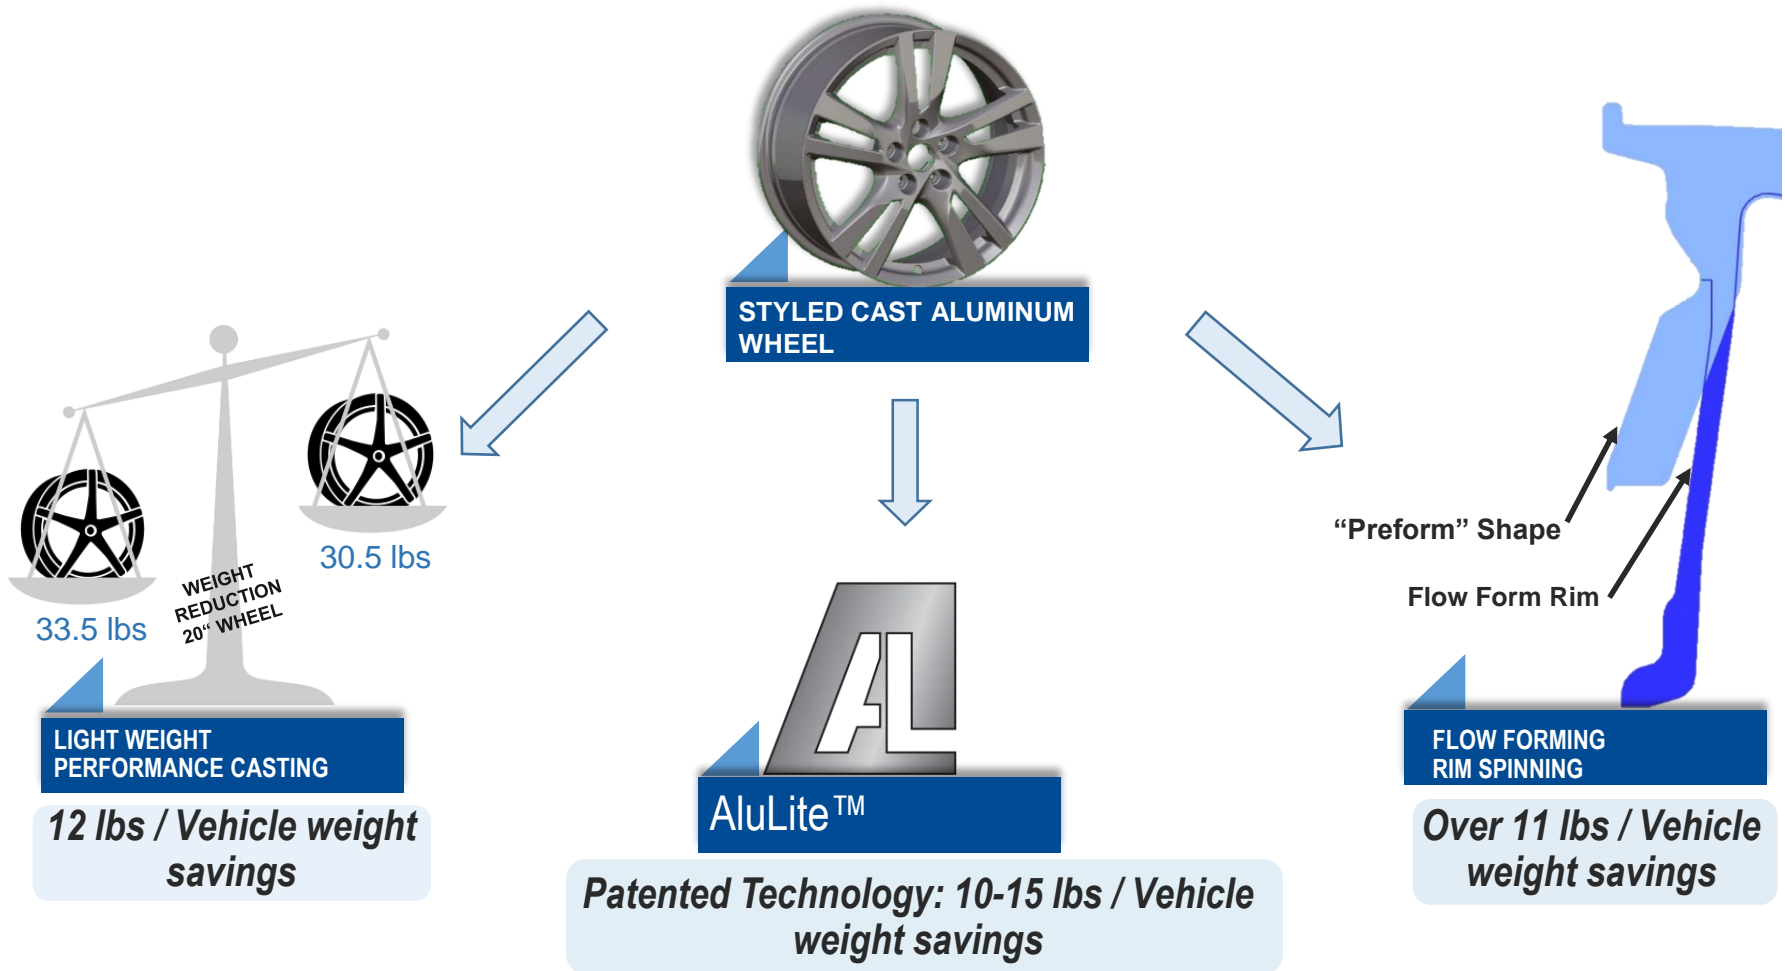 STYLED CAST ALUMINUM
WHEEL
30.5 lbs
33.5 lbs
WEIGHT
REDUCTION
20“ WHEEL
LIGHT WEIGHT
PERFORMANCE CASTING
12 lbs / Vehicle weight
savings
AL
AluLite™
Patented Technology: 10-15 lbs / Vehicle
weight savings
“Preform” Shape
Flow Form Rim
FLOW FORMING
RIM SPINNING
Over 11 lbs / Vehicle
weight savings